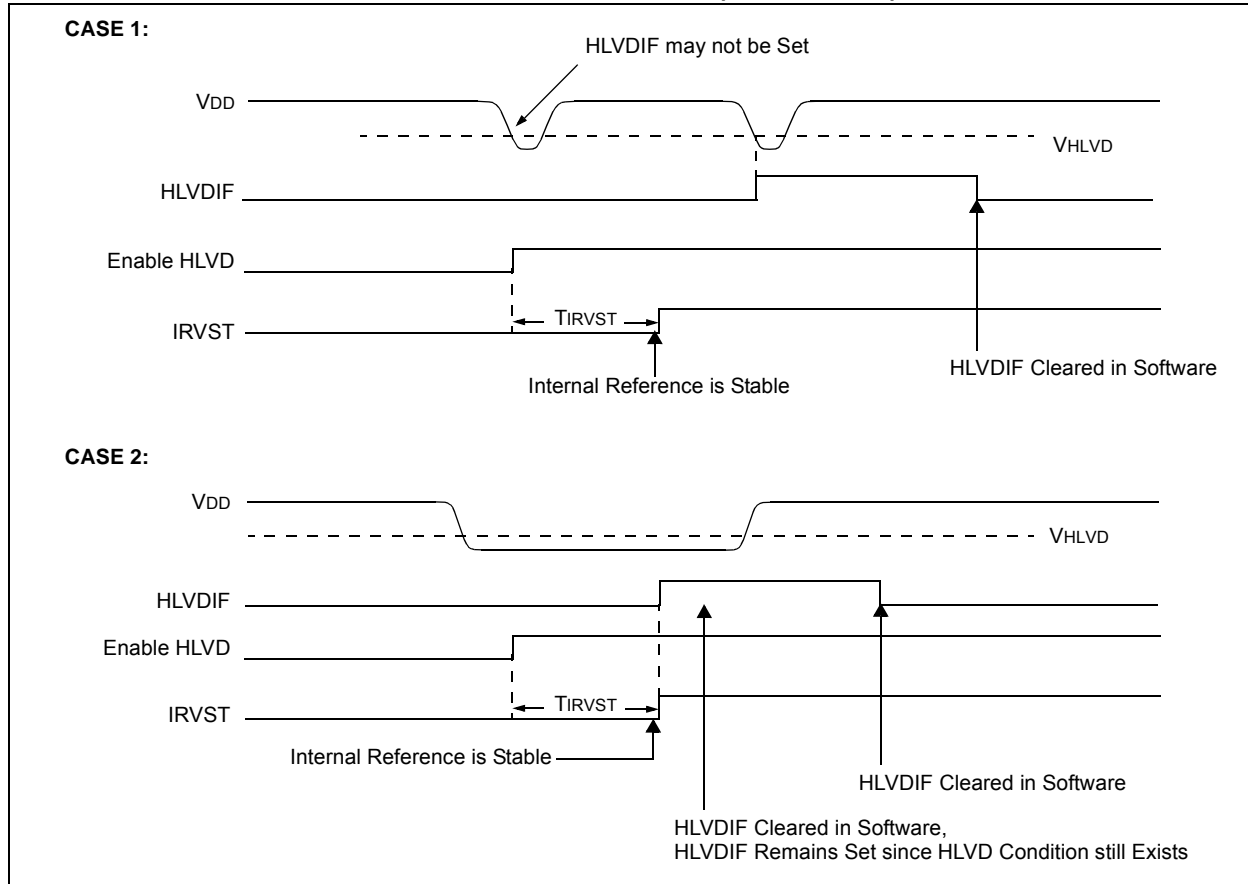 CASE 1:
HLVDIF may not be Set
VDD
VHLVD
HLVDIF
Enable HLVD
TIRVST
IRVST
HLVDIF Cleared in Software
Internal Reference is Stable
CASE 2:
VDD
VHLVD
HLVDIF
Enable HLVD
TIRVST
IRVST
Internal Reference is Stable
HLVDIF Cleared in Software
HLVDIF Cleared in Software,
HLVDIF Remains Set since HLVD Condition still Exists